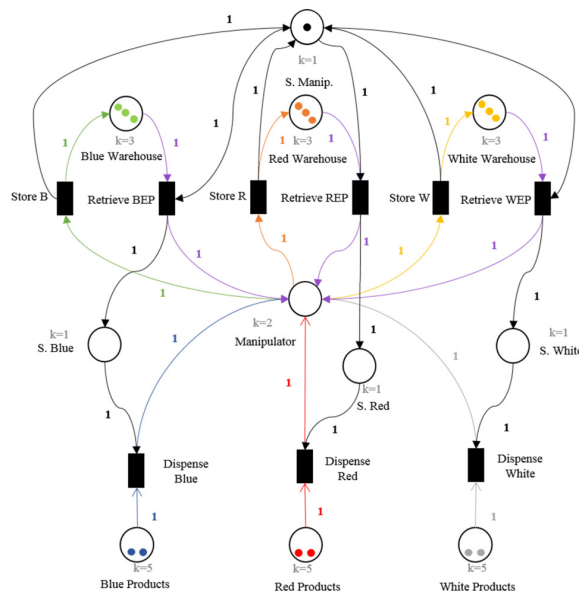 1
k=1
S. Manip.
1
1
1
1
1
1
1
1
1
1
1
k=3
k=3
k=3
Blue Warehouse
Red Warehouse
White Warehouse
Store B
Retrieve BEP
Store R
Retrieve REP
Store W
Retrieve WEP
1
1
1
1
1
1
1
1
k=1
S. Blue
k=2
Manipulator
k=1
S. White
1
1
1
1
k=1
S. Red
1
1
1
1
Dispense
Blue
Dispense
Red
Dispense
White
1
1
1
k=5
k=5
k=5
Blue Products
Red Products
White Products